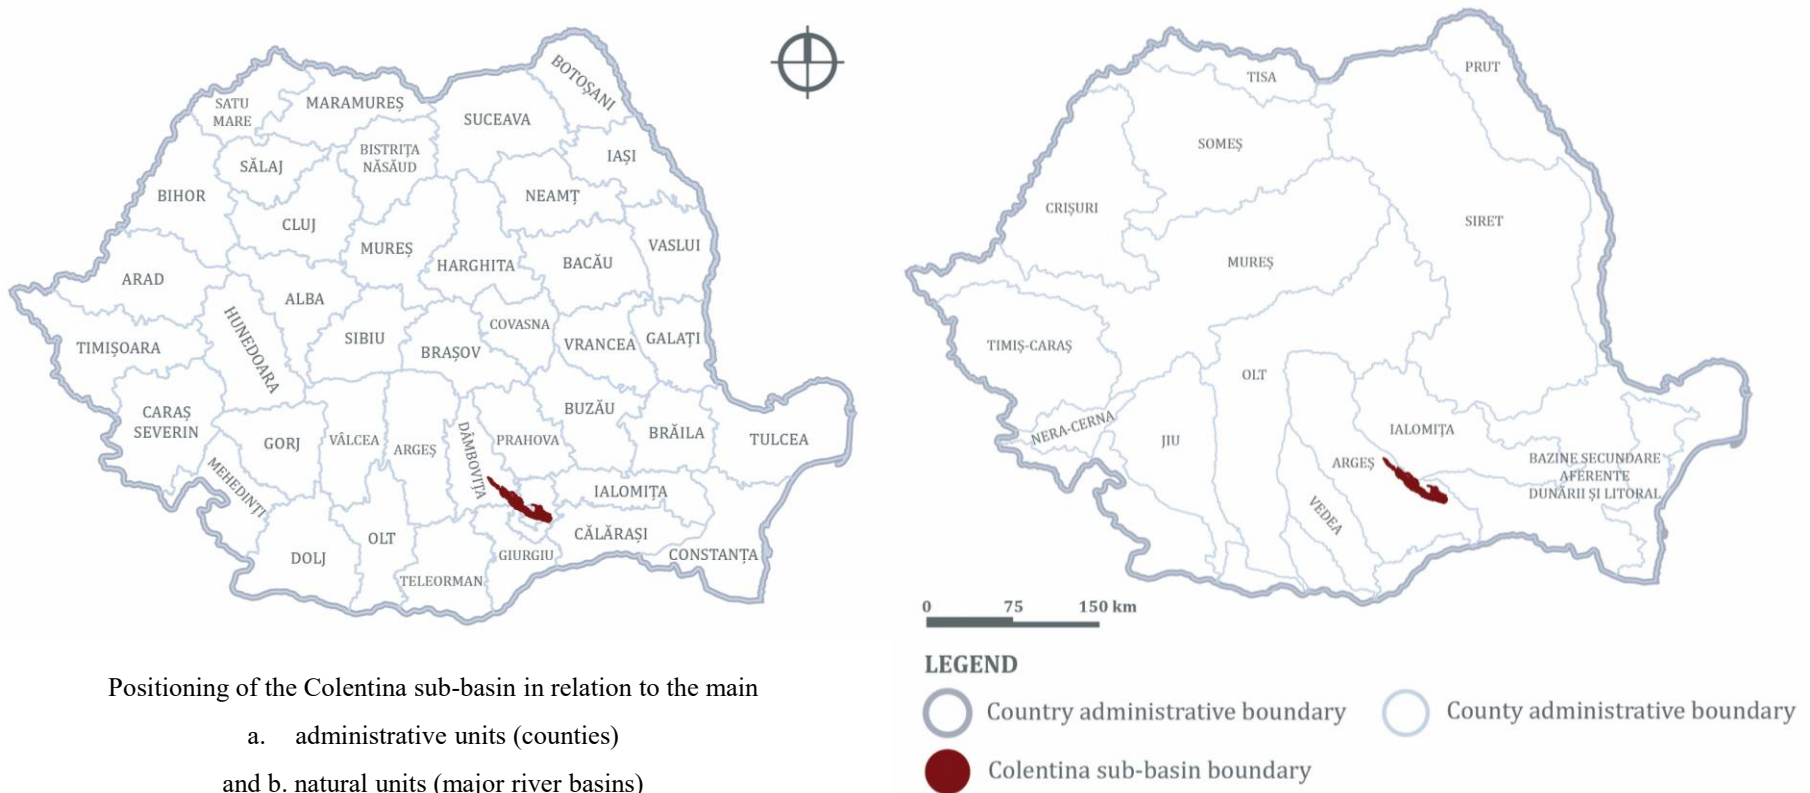 BOTOȘANI
SATU
MARE
MARAMUREȘ
SUCEAVA
BISTRIȚA
NĂSĂUD
IAȘI
SĂLAJ
BIHOR
NEAMȚ
CLUJ
MUREȘ
VASLUI
HARGHITA
BACĂU
ARAD
ALBA
HUNEDOARA
COVASNA
SIBIU
BRAȘOV
VRANCEA
GALAȚI
TIMIȘOARA
CARAȘ
SEVERIN
BUZĂU
BRĂILA
TULCEA
GORJ
VÂLCEA
ARGEȘ
DÂMBOVIȚA
PRAHOVA
MEHEDINȚI
IALOMIȚA
OLT
CĂLĂRAȘI
DOLJ
GIURGIU
CONSTANȚA
TELEORMAN
Positioning of the Colentina sub-basin in relation to the main
a. administrative units (counties)
and b. natural units (major river basins)
TISA
PRUT
SOMEȘ
CRIȘURI
SIRET
MUREȘ
TIMIȘ-CARAȘ
OLT
NERA-CERNA
JIU
IALOMIȚA
ARGEȘ
BAZINE SECUNDARE
AFERENTE
DUNĂRII ȘI LITORAL
VEDEA
0 75 150 km
LEGEND
Country administrative boundary
County administrative boundary
Colentina sub-basin boundary